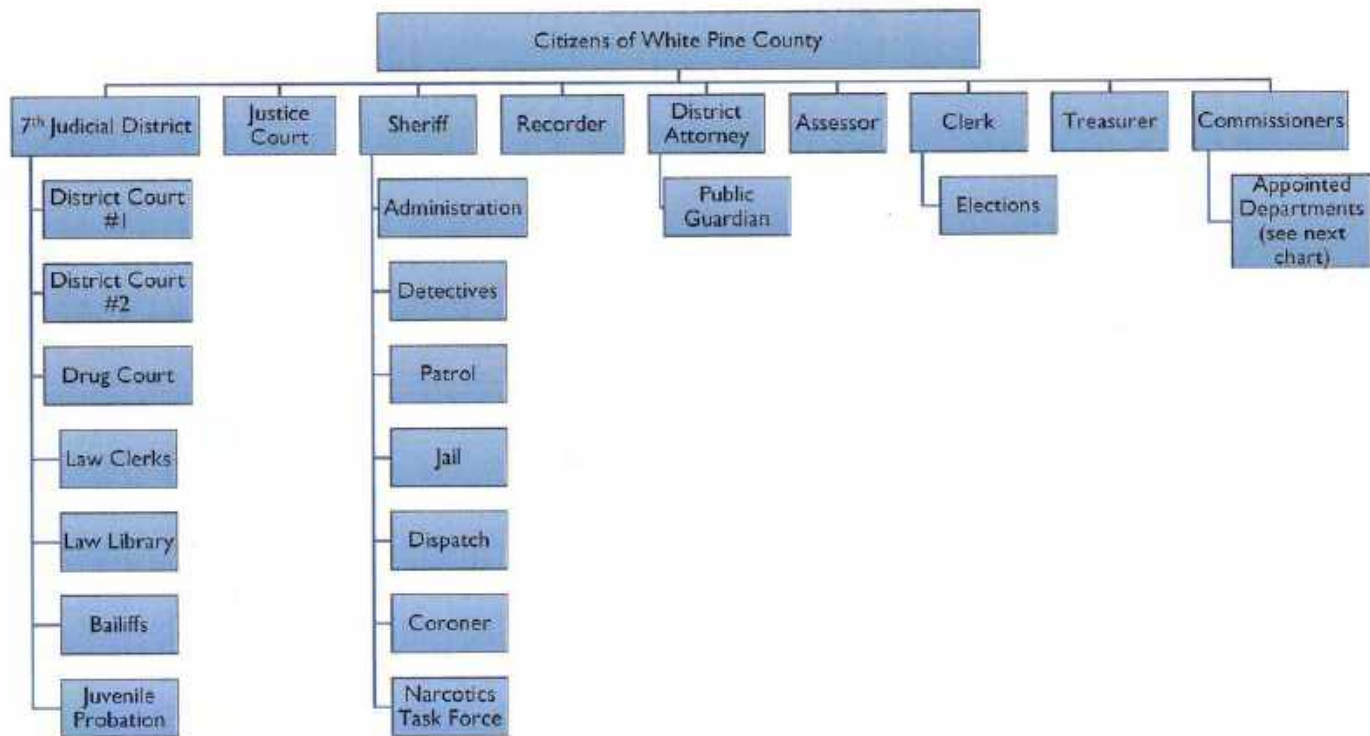 Citizens of White Pine County
7th Judicial District
Justice
Court
Sheriff
Recorder
District
Attorney
Assessor
Clerk
Treasurer
Commissioners
District Court
#1
District Court
#2
Drug Court
Law Clerks
Law Library
Bailiffs
Juvenile
Probation
Administration
Detectives
Patrol
Jail
Dispatch
Coroner
Narcotics
Task Force
Public
Guardian
Elections
Appointed
Departments
(see next
chart)